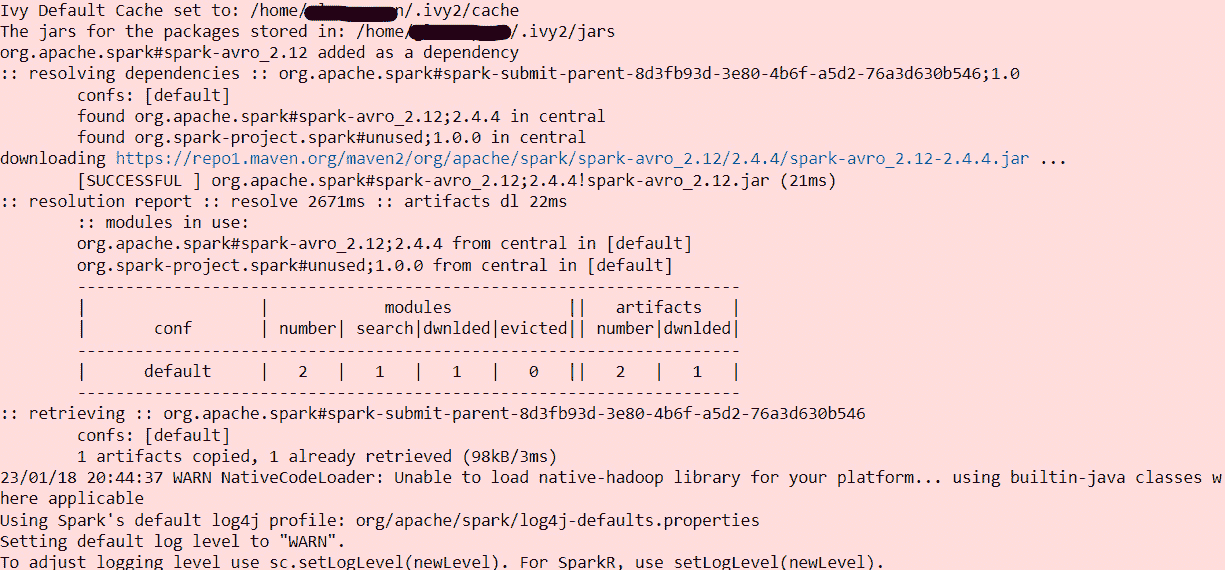 Ivy Default Cache set to: /home/n/.ivy2/cache
The jars for the packages stored in: /home/ /.ivy2/jars
org.apache.spark#spark-avro_2.12 added as a dependency
:: resolving dependencies :: org.apache.spark#spark-submit-parent-8d3fb93d-3e80-4b6f-a5d2-76a3d630b546;1.0
        confs: [default]
        found org.apache.spark#spark-avro_2.12;2.4.4 in central
        found org.spark-project.spark#unused;1.0.0 in central
downloading https://repo1.maven.org/maven2/org/apache/spark/spark-avro_2.12/2.4.4/spark-avro_2.12-2.4.4.jar ...
        [SUCCESSFUL ] org.apache.spark#spark-avro_2.12;2.4.4!spark-avro_2.12.jar (21ms)
:: resolution report :: resolve 2671ms :: artifacts dl 22ms
        :: modules in use:
        org.apache.spark#spark-avro_2.12;2.4.4 from central in [default]
        org.spark-project.spark#unused;1.0.0 from central in [default]
        ---------------------------------------------------------------------
        |                  |            modules            ||   artifacts   |
        |       conf       | number| search|dwnlded|evicted|| number|dwnlded|
        ---------------------------------------------------------------------
        |      default     |   2   |   1   |   1   |   0   ||   2   |   1   |
        ---------------------------------------------------------------------
:: retrieving :: org.apache.spark#spark-submit-parent-8d3fb93d-3e80-4b6f-a5d2-76a3d630b546
        confs: [default]
        1 artifacts copied, 1 already retrieved (98kB/3ms)
23/01/18 20:44:37 WARN NativeCodeLoader: Unable to load native-hadoop library for your platform... using builtin-java classes w
here applicable
Using Spark's default log4j profile: org/apache/spark/log4j-defaults.properties
Setting default log level to "WARN".
To adjust logging level use sc.setLogLevel(newLevel). For SparkR, use setLogLevel(newLevel).